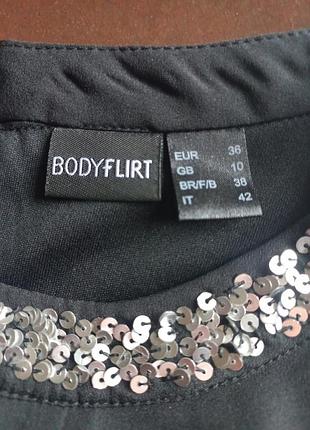 BODYFLIRT
EUR 36
GB 10
BR/F/B 38
IT 42